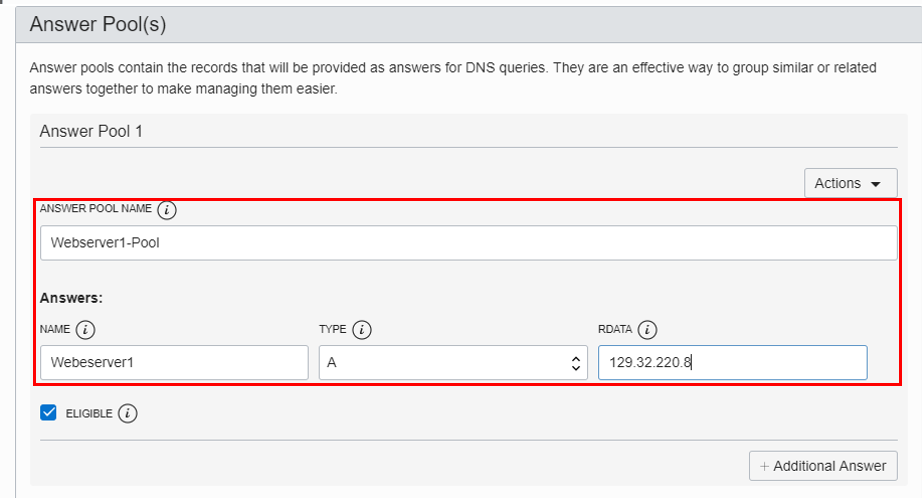 Answer Pool(s)
Answer pools contain the records that will be provided as answers for DNS queries. They are an effective way to group similar or related
answers together to make managing them easier.
Answer Pool 1
Actions
ANSWER POOL NAME i
Webserver1-Pool
Answers:
NAME i TYPE i RDATA i
Webeserver1 A 129.32.220.8
ELIGIBLE i
+ Additional Answer